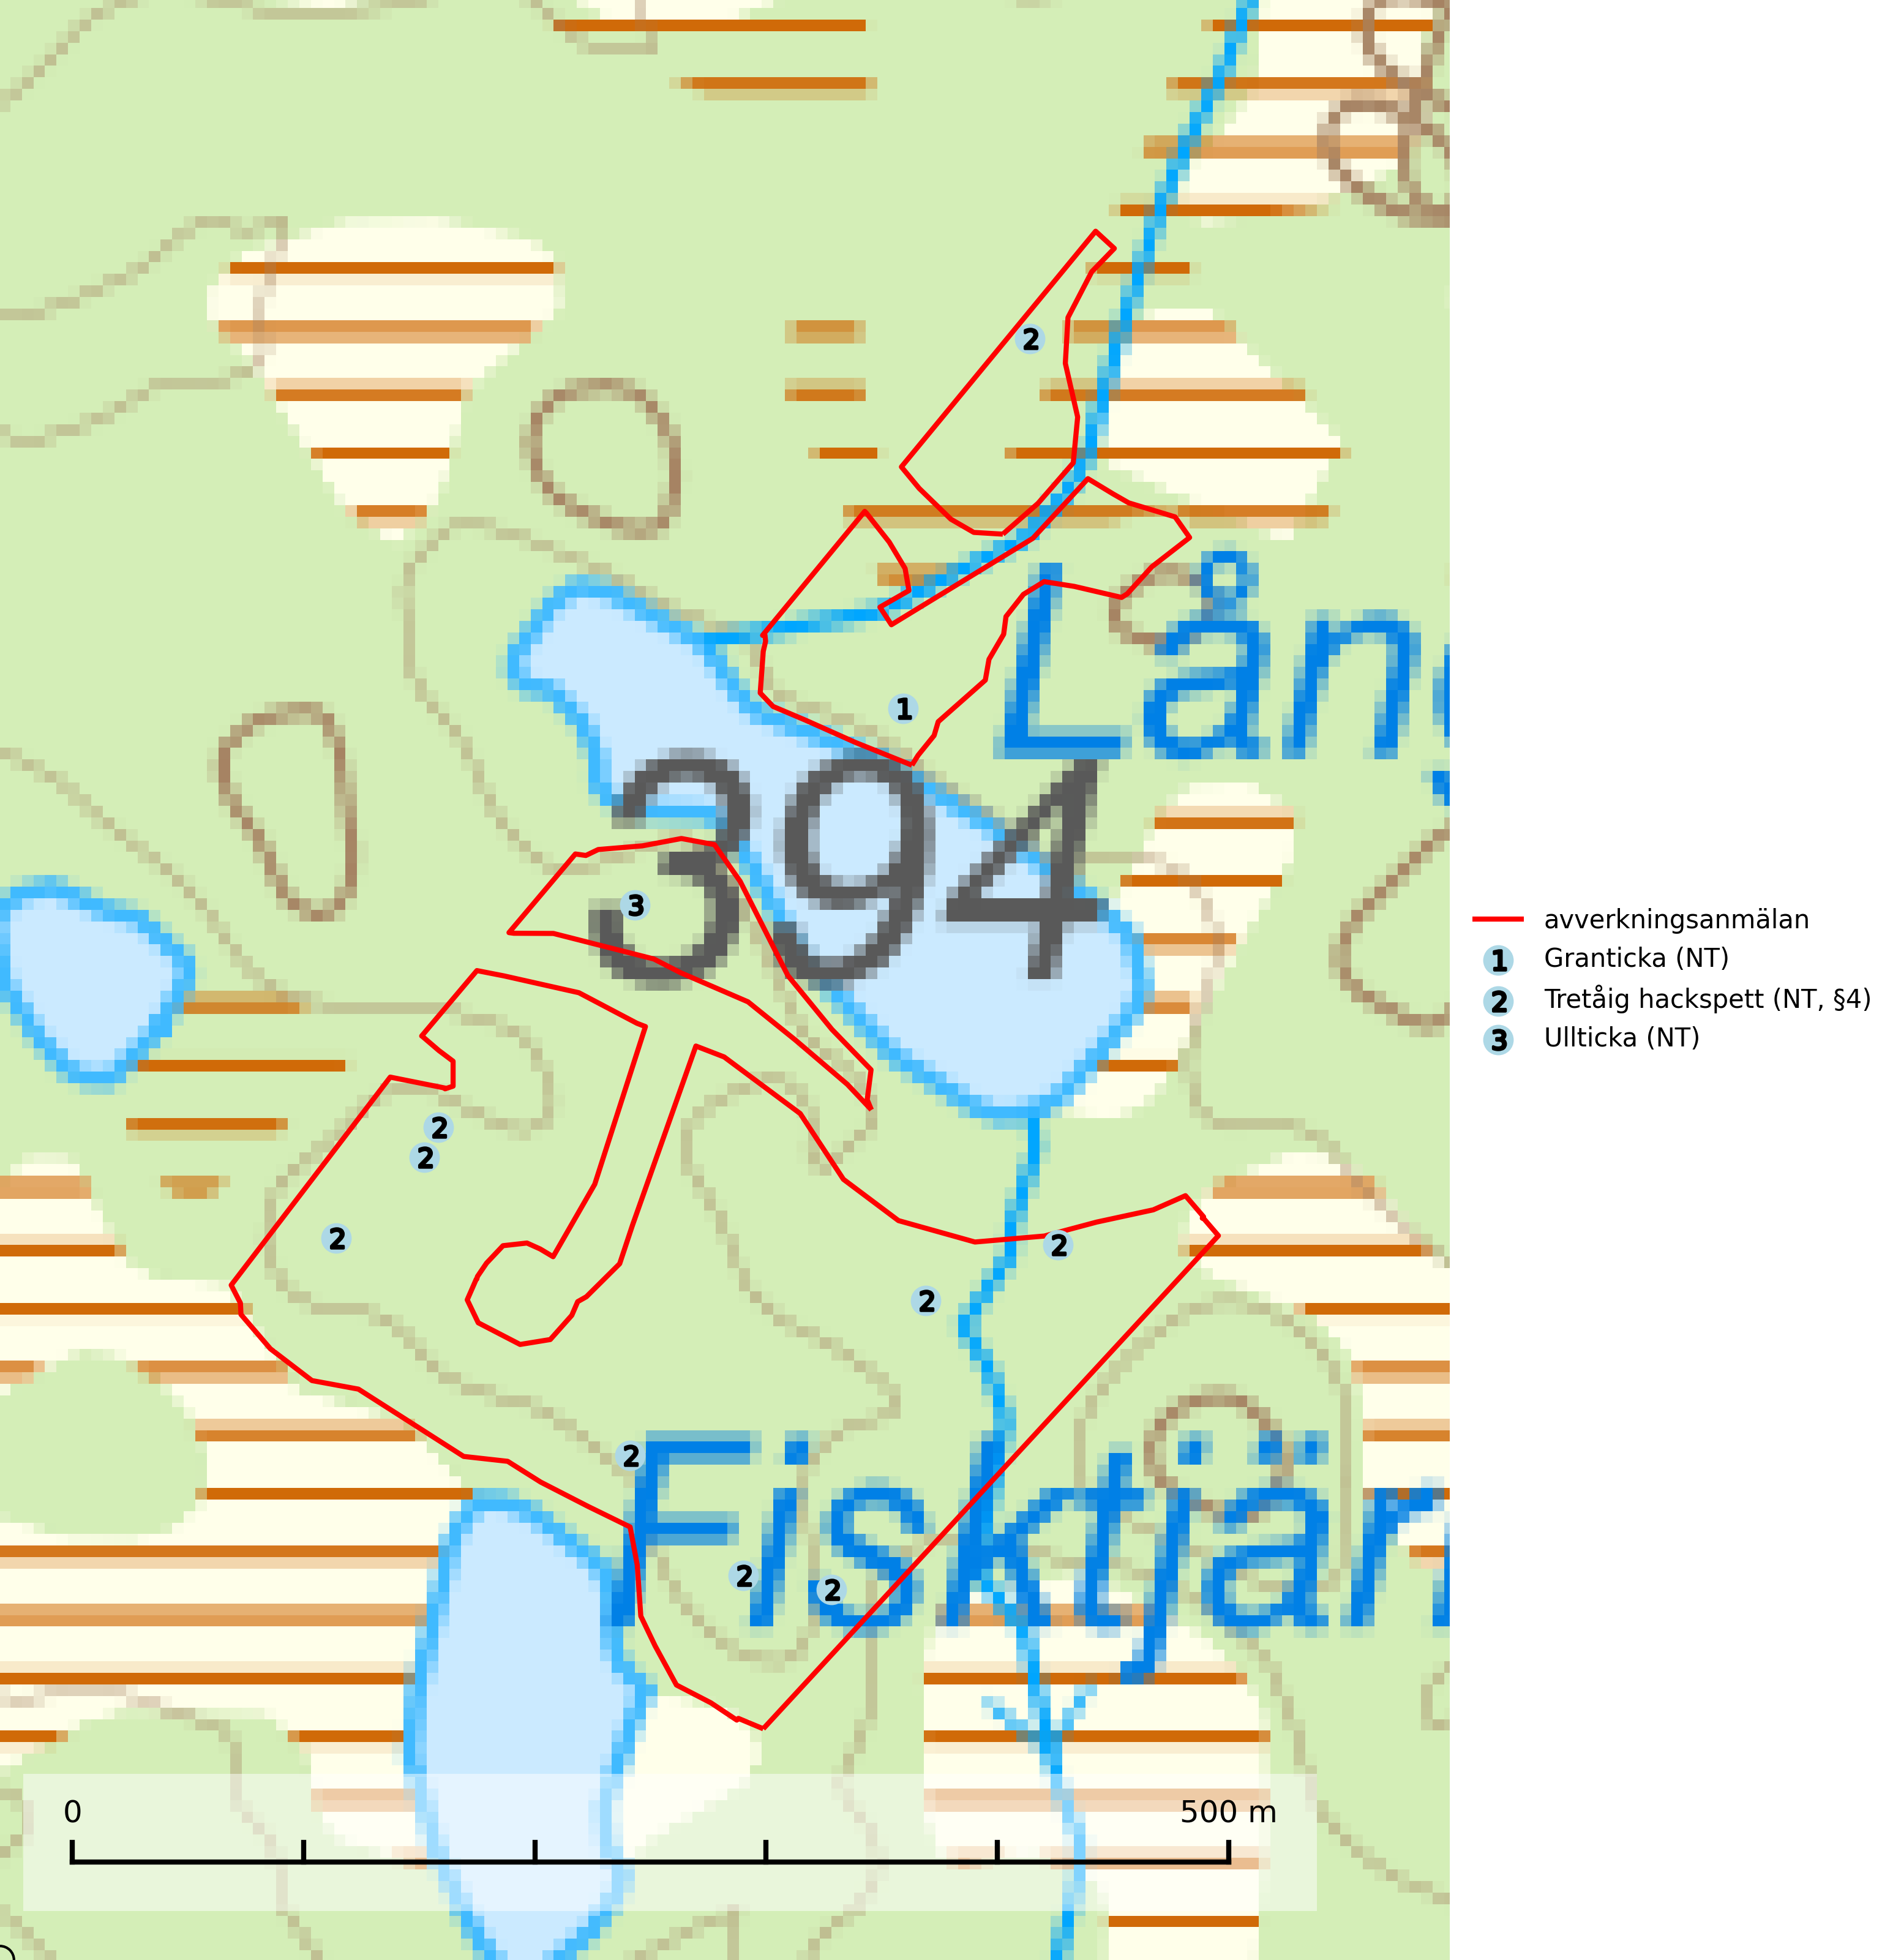 2
2
1
Lån
394
3
avverkningsanmälan
1 Granticka (NT)
2 Tretåig hackspett (NT, §4)
3 Ullticka (NT)
2
2
2
2
2
2
Fisktjär
2
2
0 500 m